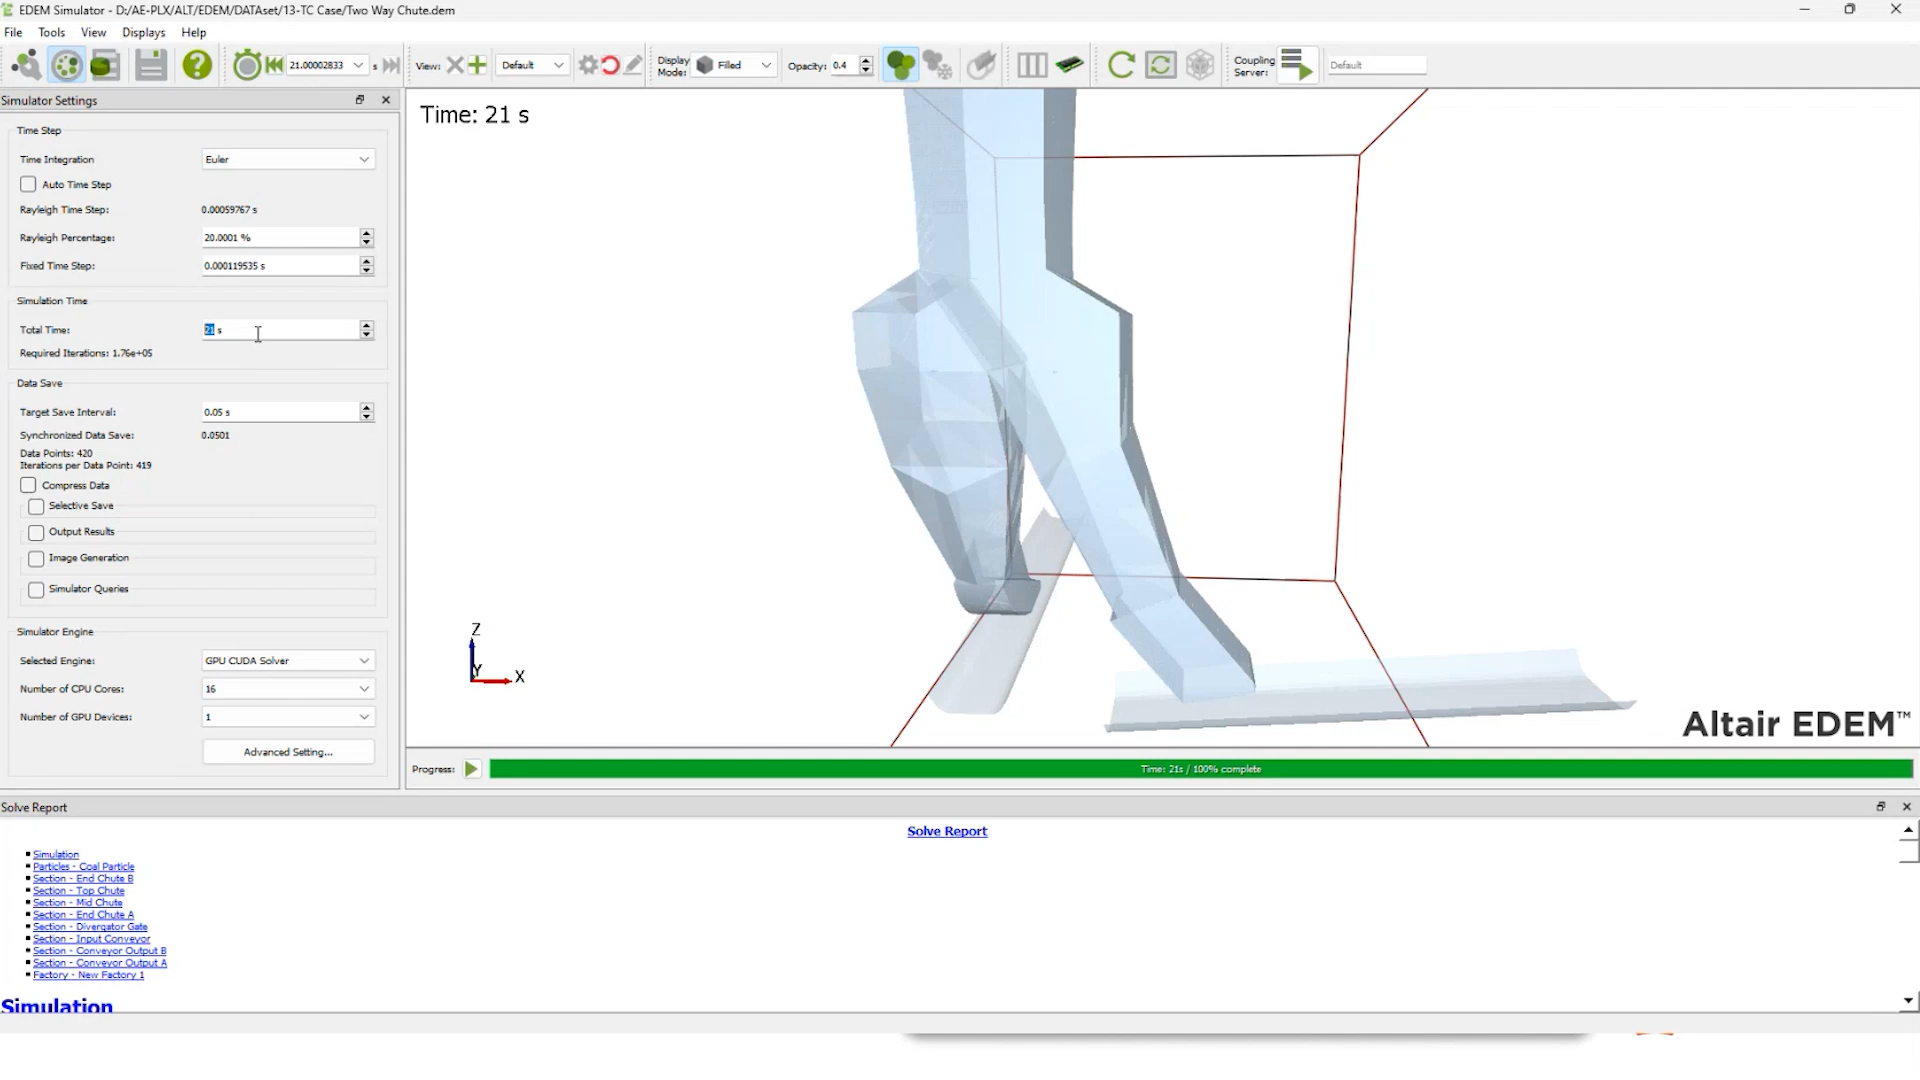 EDEM Simulator - D:/AE-PLX/ALT/EDEM/DATAset/13-TC Case/Two Way Chute.dem
File Tools View Displays Help
21.00002833 s View: Default Display Mode: Filled Opacity: 0.4 Coupling Server: Default
Simulator Settings
Time: 21 s
Time Step
Time Integration Euler
Auto Time Step
Rayleigh Time Step: 0.00059767 s
Rayleigh Percentage: 20.0001 %
Fixed Time Step: 0.000119535 s
Simulation Time
Total Time: 21 s
Required Iterations: 1.76e+05
Data Save
Target Save Interval: 0.05 s
Synchronized Data Save: 0.0501
Data Points: 420
Iterations per Data Point: 419
Compress Data
Selective Save
Output Results
Image Generation
Simulator Queries
Simulator Engine
Selected Engine: GPU CUDA Solver
Number of CPU Cores: 16
Number of GPU Devices: 1
Advanced Setting...
Z
Y
X
Altair EDEM™
Progress: Time: 21s / 100% complete
Solve Report
Solve Report
Simulation
Particles - Coal Particle
Section - End Chute B
Section - Top Chute
Section - Mid Chute
Section - End Chute A
Section - Divergator Gate
Section - Input Conveyor
Section - Conveyor Output B
Section - Conveyor Output A
Factory - New Factory 1
Simulation